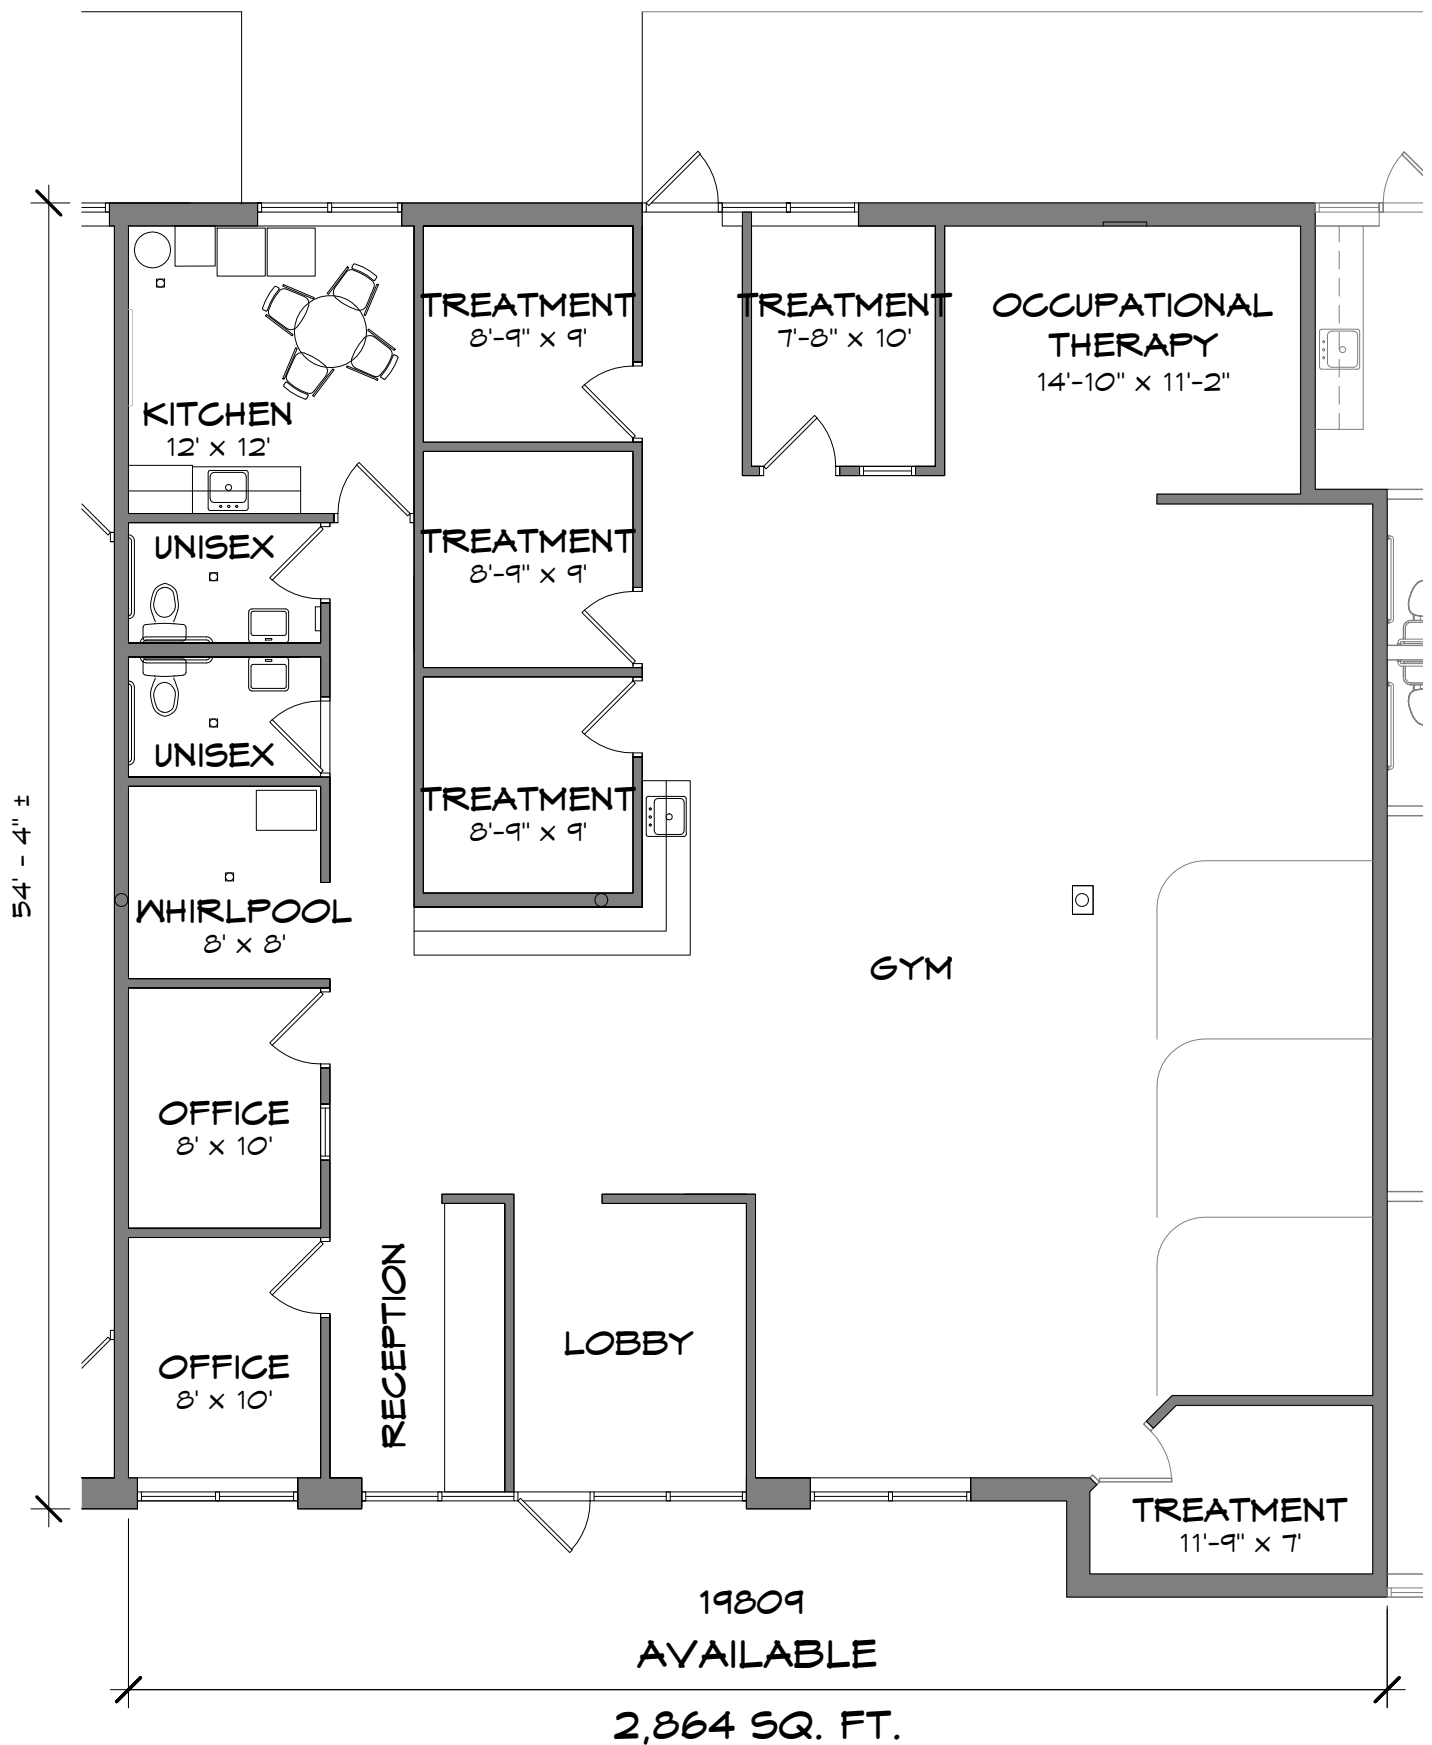 TREATMENT
8'-9" x 9'
TREATMENT
7'-8" x 10'
OCCUPATIONAL
THERAPY
14'-10" x 11'-2"
KITCHEN
12' x 12'
UNISEX
TREATMENT
8'-9" x 9'
UNISEX
TREATMENT
8'-9" x 9'
54' - 4" ±
WHIRLPOOL
8' x 8'
GYM
OFFICE
8' x 10'
RECEPTION
LOBBY
OFFICE
8' x 10'
TREATMENT
11'-9" x 7'
19809
AVAILABLE
2,864 SQ. FT.